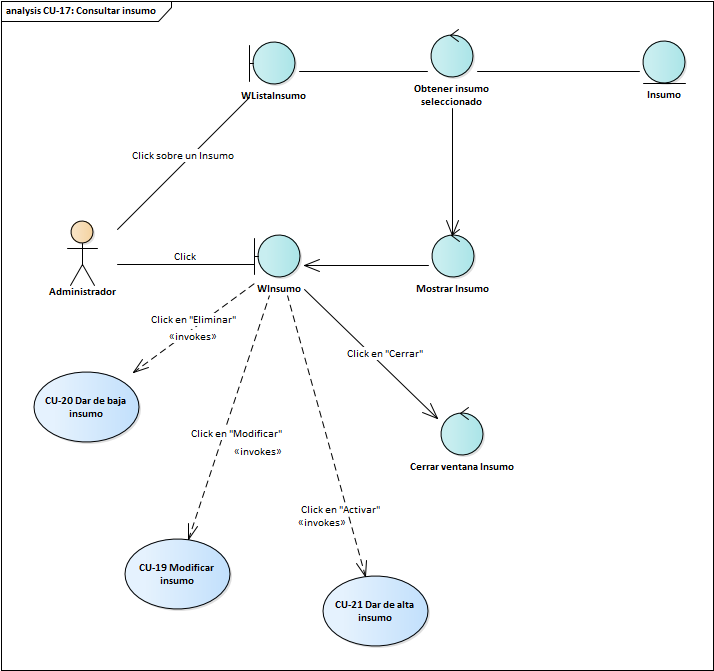 analysis CU-17: Consultar insumo
WListaInsumo
Obtener insumo
seleccionado
Insumo
Click sobre un Insumo
Administrador
Click
WInsumo
Mostrar Insumo
Click en "Eliminar"
«invokes»
Click en "Cerrar"
CU-20 Dar de baja
insumo
Click en "Modificar"
«invokes»
Cerrar ventana Insumo
Click en "Activar"
«invokes»
CU-19 Modificar
insumo
CU-21 Dar de alta
insumo